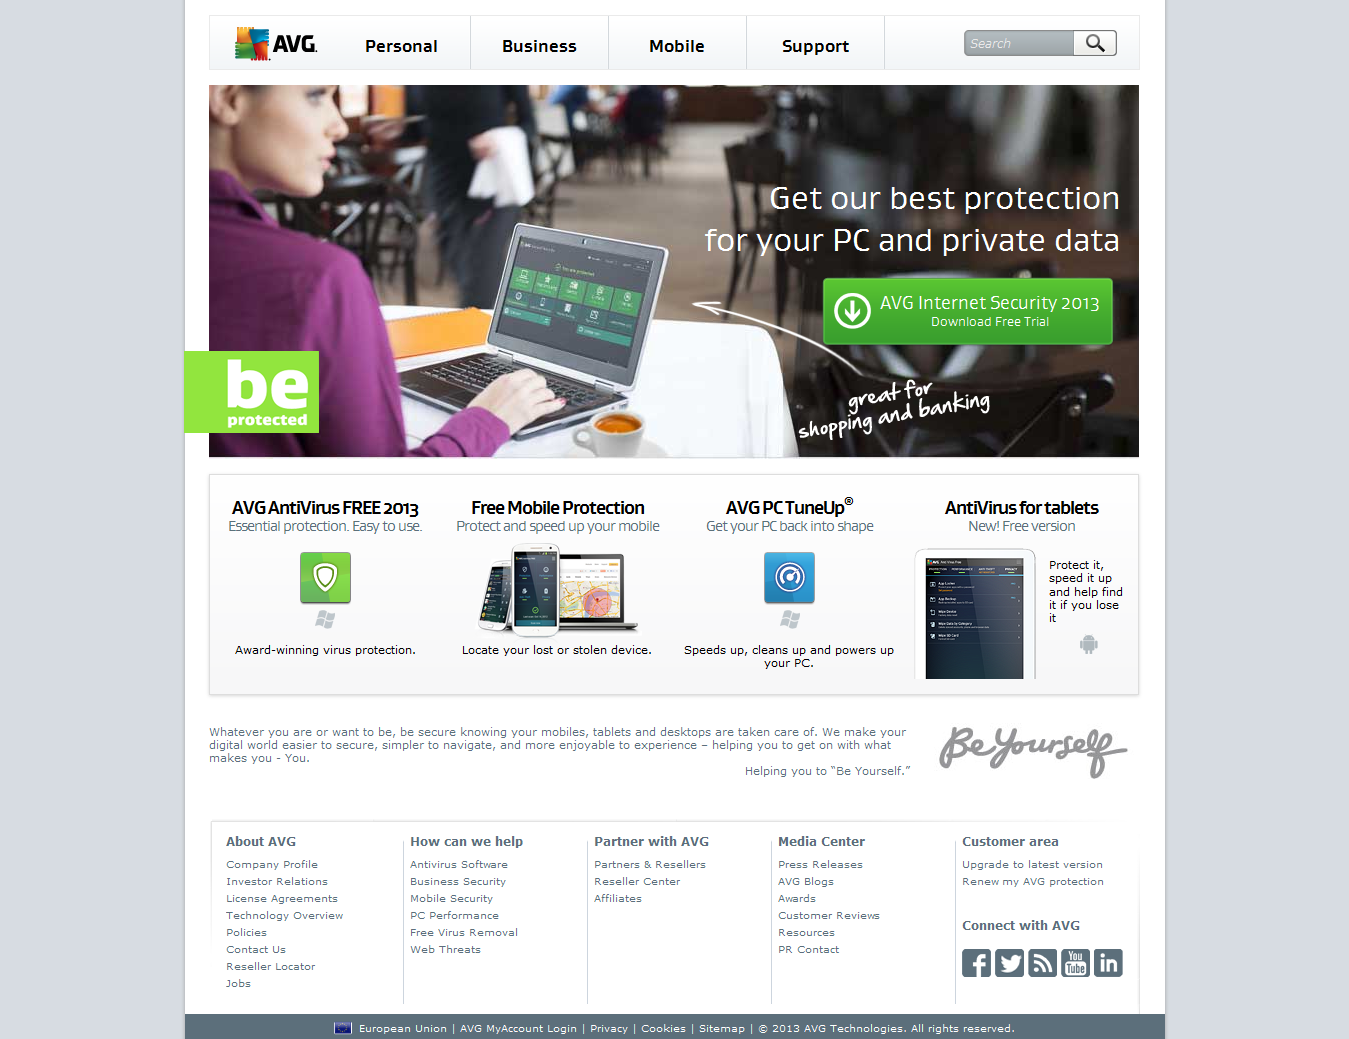 AVG.
Personal
Business
Mobile
Support
Search
Get our best protection
for your PC and private data
AVG Internet Security 2013
Download Free Trial
great for
shopping and banking
be
protected
AVG AntiVirus FREE 2013
Essential protection. Easy to use.
Award-winning virus protection.
Free Mobile Protection
Protect and speed up your mobile
Locate your lost or stolen device.
AVG PC TuneUp®
Get your PC back into shape
Speeds up, cleans up and powers up
your PC.
AntiVirus for tablets
New! Free version
Protect it,
speed it up
and help find
it if you lose
it
Whatever you are or want to be, be secure knowing your mobiles, tablets and desktops are taken care of. We make your
digital world easier to secure, simpler to navigate, and more enjoyable to experience – helping you to get on with what
makes you - You.
Helping you to “Be Yourself.”
Be Yourself
About AVG
Company Profile
Investor Relations
License Agreements
Technology Overview
Policies
Contact Us
Reseller Locator
Jobs
How can we help
Antivirus Software
Business Security
Mobile Security
PC Performance
Free Virus Removal
Web Threats
Partner with AVG
Partners & Resellers
Reseller Center
Affiliates
Media Center
Press Releases
AVG Blogs
Awards
Customer Reviews
Resources
PR Contact
Customer area
Upgrade to latest version
Renew my AVG protection
Connect with AVG
You
Tube
European Union | AVG MyAccount Login | Privacy | Cookies | Sitemap | © 2013 AVG Technologies. All rights reserved.